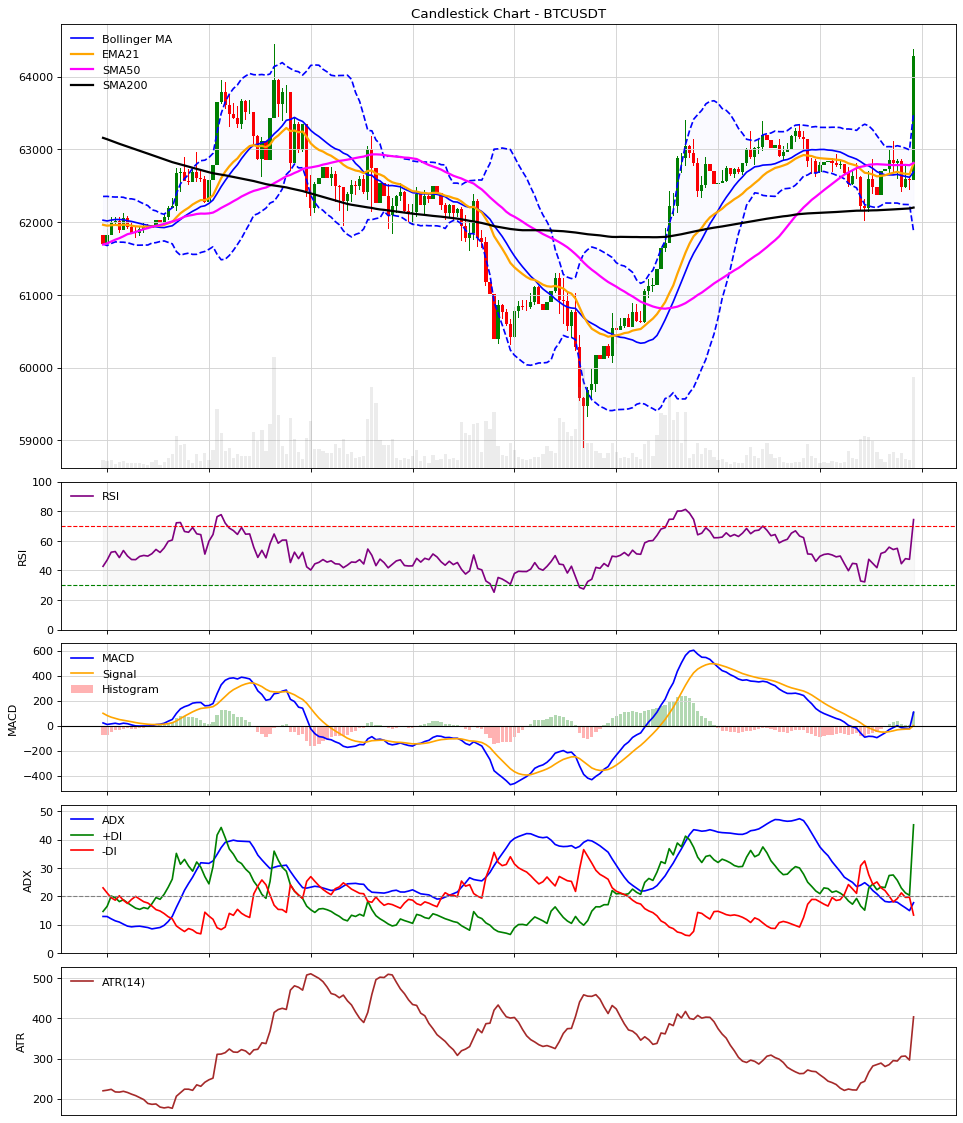 Candlestick Chart - BTCUSDT
Bollinger MA
EMA21
SMA50
SMA200
64000
63000
62000
61000
60000
59000
RSI
100
80
60
40
20
0
RSI
MACD
Signal
Histogram
600
400
200
0
−200
−400
MACD
ADX
+DI
-DI
50
40
30
20
10
0
ADX
ATR(14)
500
400
300
200
ATR